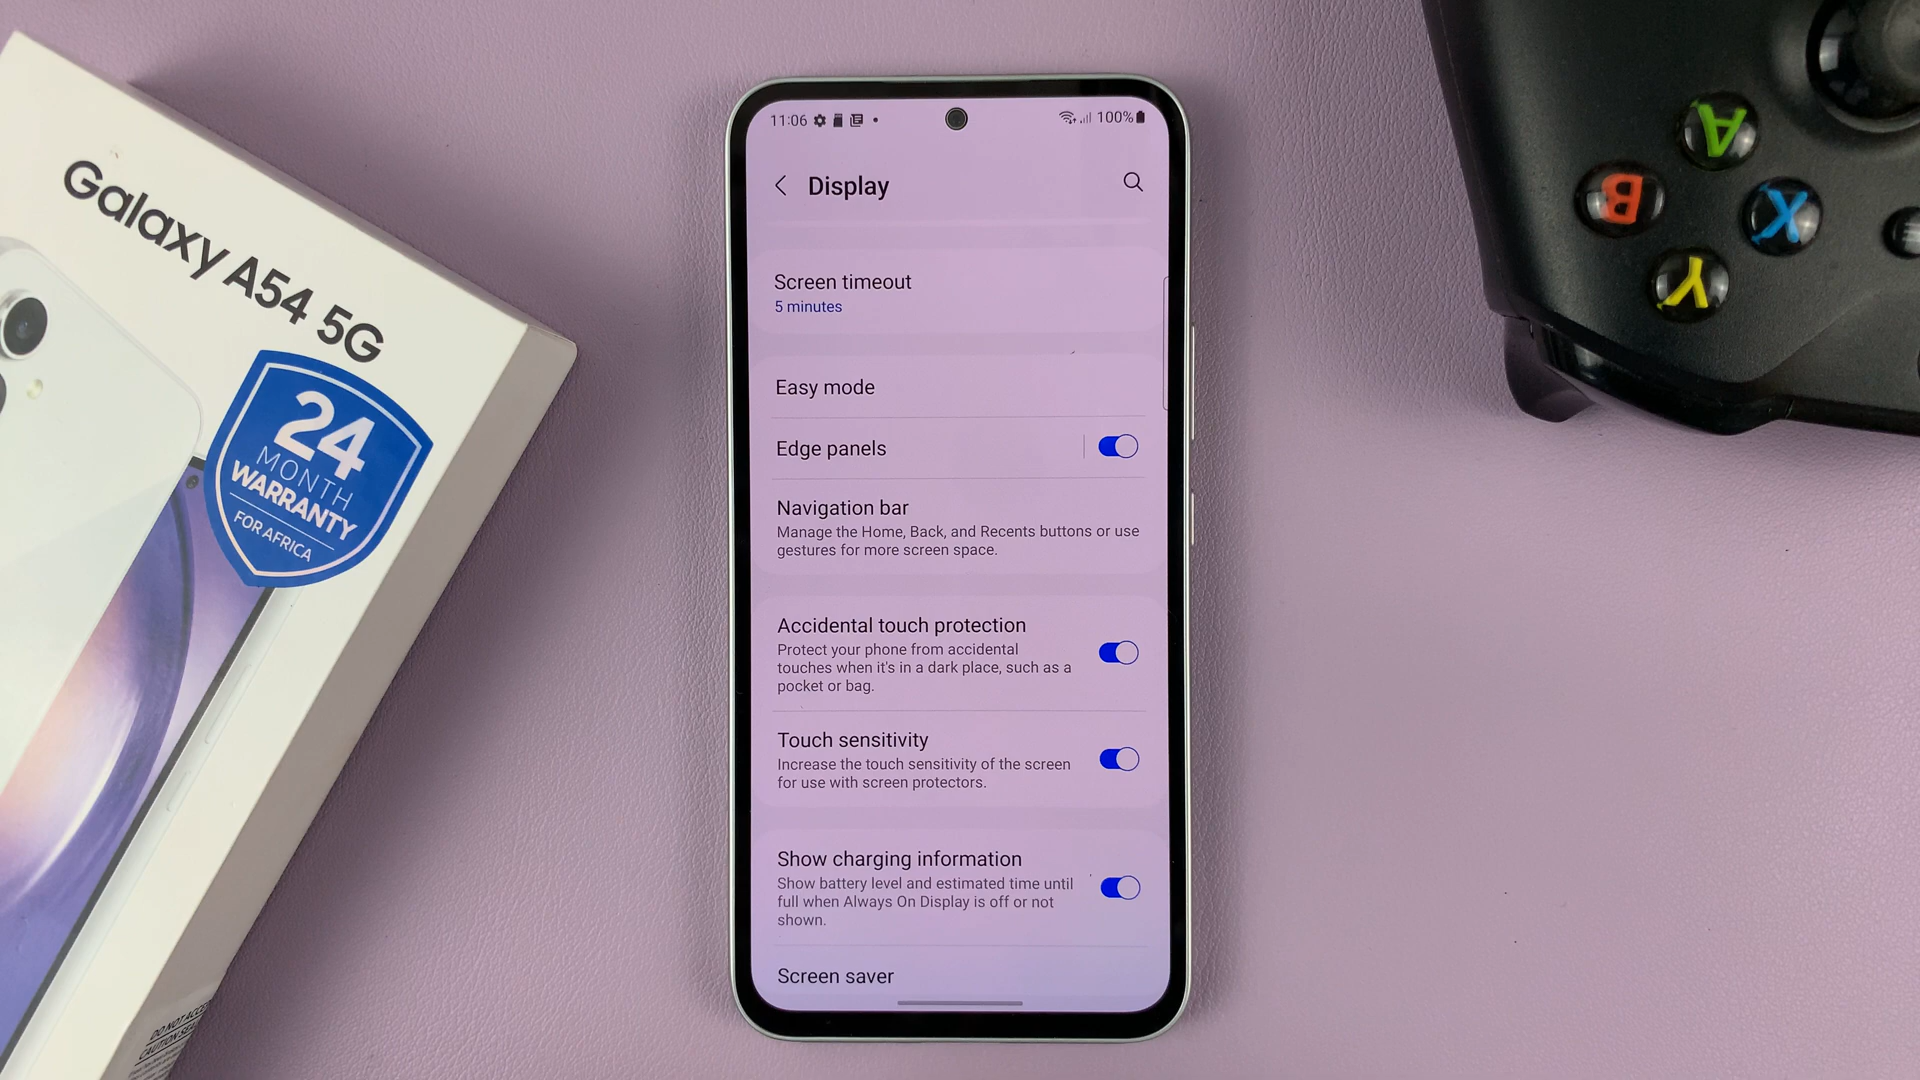 Galaxy A54 5G
24
MONTH
WARRANTY
FOR AFRICA
11:06
100%
Display
Screen timeout
5 minutes
Easy mode
Edge panels
Navigation bar
Manage the Home, Back, and Recents buttons or use
gestures for more screen space.
Accidental touch protection
Protect your phone from accidental
touches when it's in a dark place, such as a
pocket or bag.
Touch sensitivity
Increase the touch sensitivity of the screen
for use with screen protectors.
Show charging information
Show battery level and estimated time until
full when Always On Display is off or not
shown.
Screen saver
A
B
X
Y